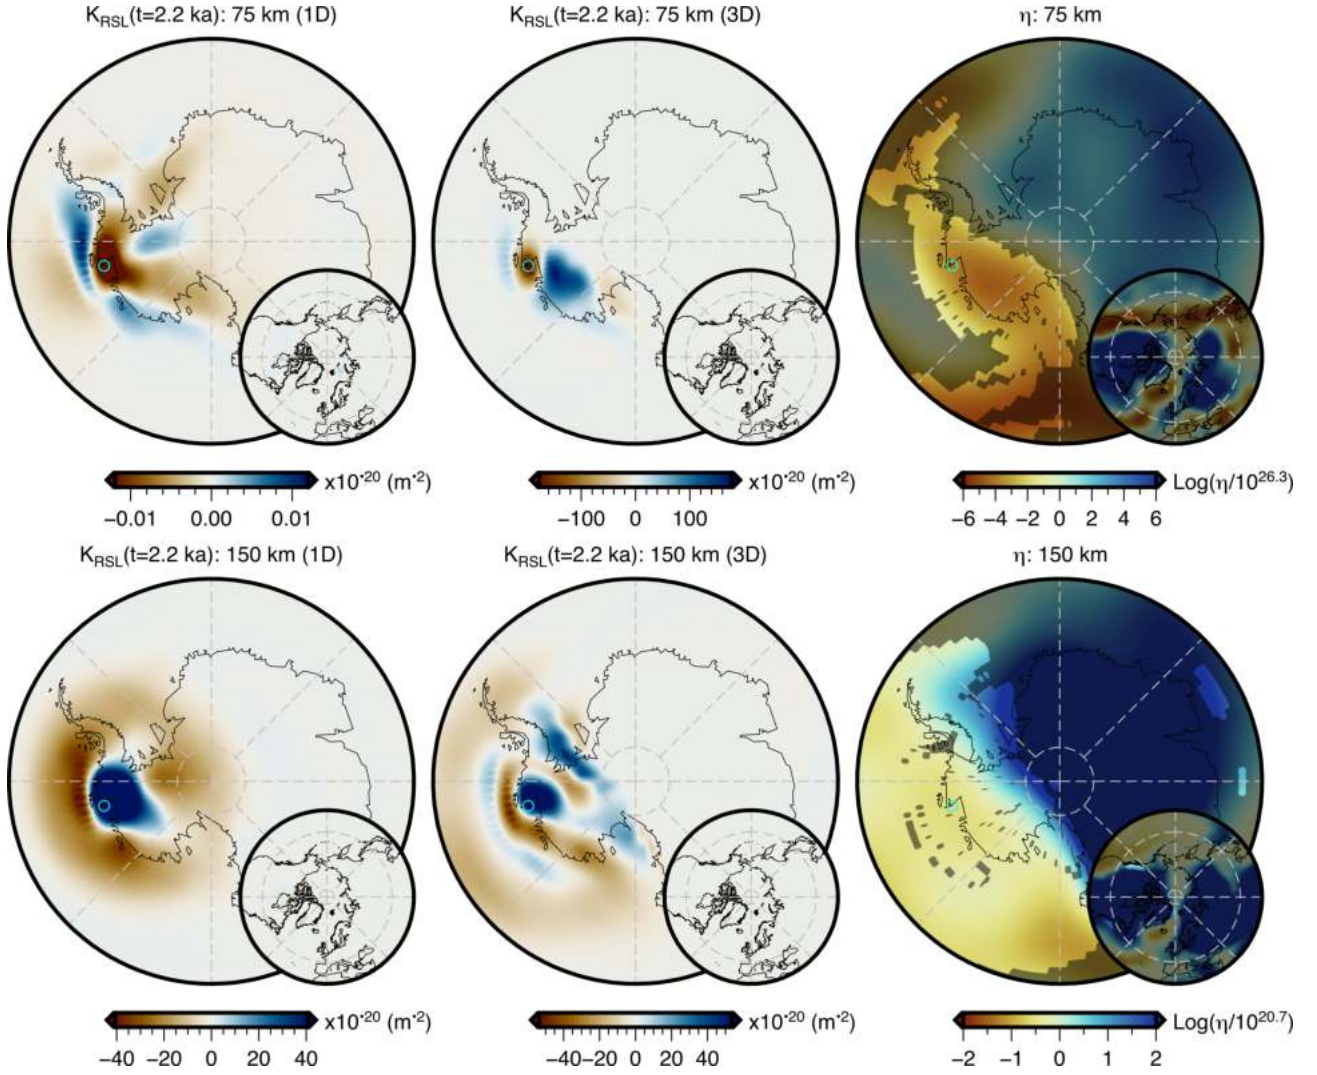 K_RSL(t=2.2 ka): 75 km (1D)
K_RSL(t=2.2 ka): 75 km (3D)
η: 75 km
x10⁻²⁰ (m⁻²)
−0.01 0.00 0.01
x10⁻²⁰ (m⁻²)
−100 0 100
Log(η/10²⁶·³)
−6 −4 −2 0 2 4 6
K_RSL(t=2.2 ka): 150 km (1D)
K_RSL(t=2.2 ka): 150 km (3D)
η: 150 km
x10⁻²⁰ (m⁻²)
−40 −20 0 20 40
x10⁻²⁰ (m⁻²)
−40 −20 0 20 40
Log(η/10²⁰·⁷)
−2 −1 0 1 2